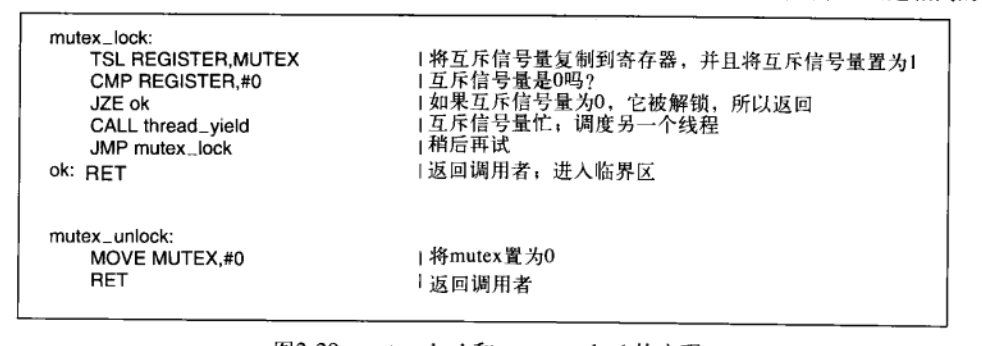 mutex_lock:
TSL REGISTER,MUTEX |将互斥信号量复制到寄存器，并且将互斥信号量置为1
CMP REGISTER,#0 |互斥信号量是0吗?
JZE ok |如果互斥信号量为0，它被解锁，所以返回
CALL thread_yield |互斥信号量忙；调度另一个线程
JMP mutex_lock |稍后再试
ok: RET |返回调用者；进入临界区
mutex_unlock:
MOVE MUTEX,#0 |将mutex置为0
RET |返回调用者